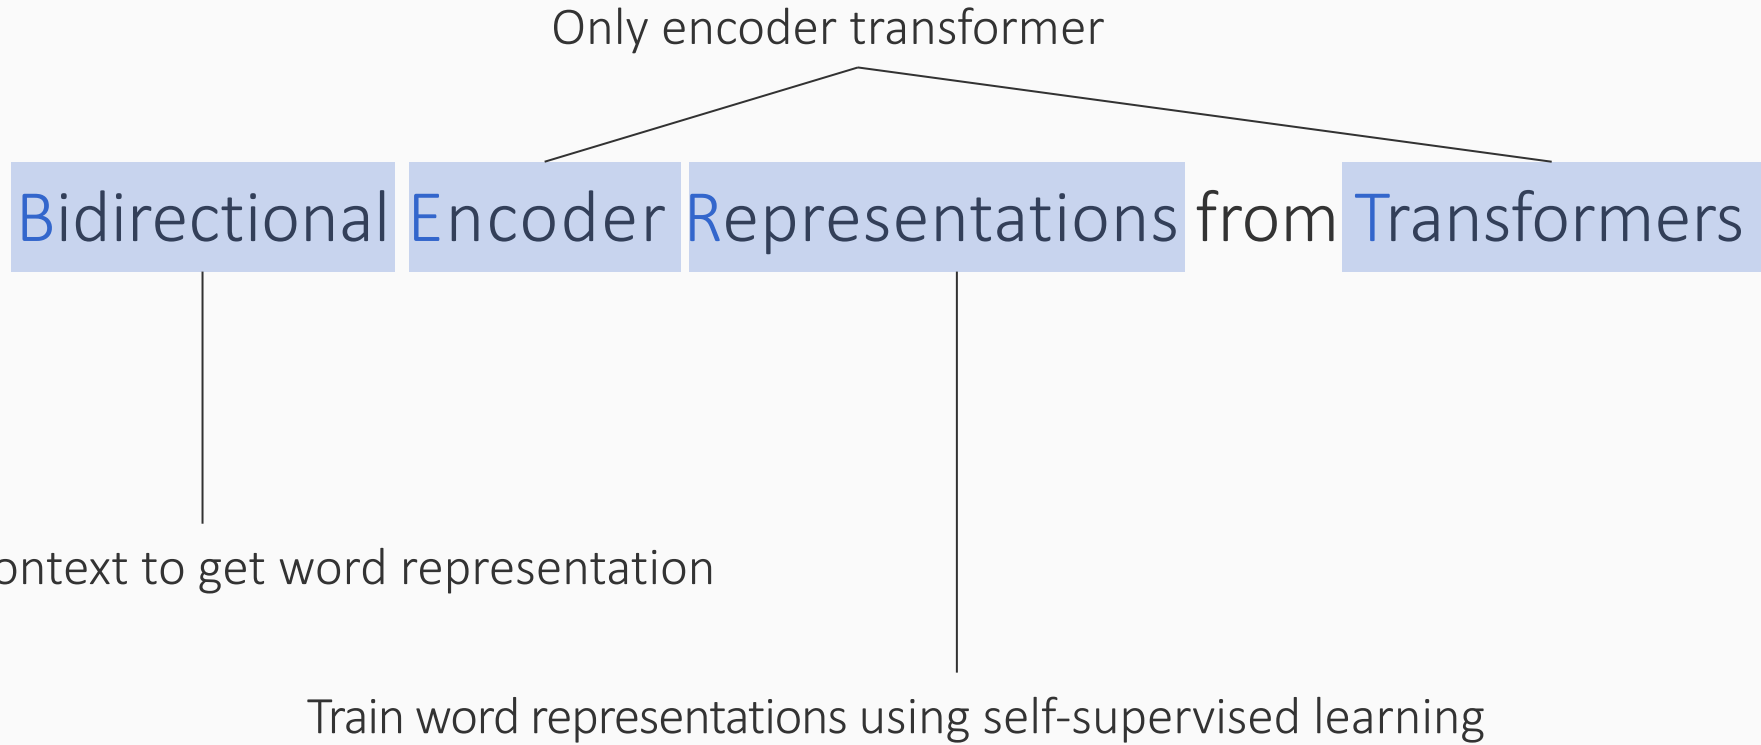 Only encoder transformer
Bidirectional Encoder Representations from Transformers
to get word representation
Train word representations using self-supervised learning